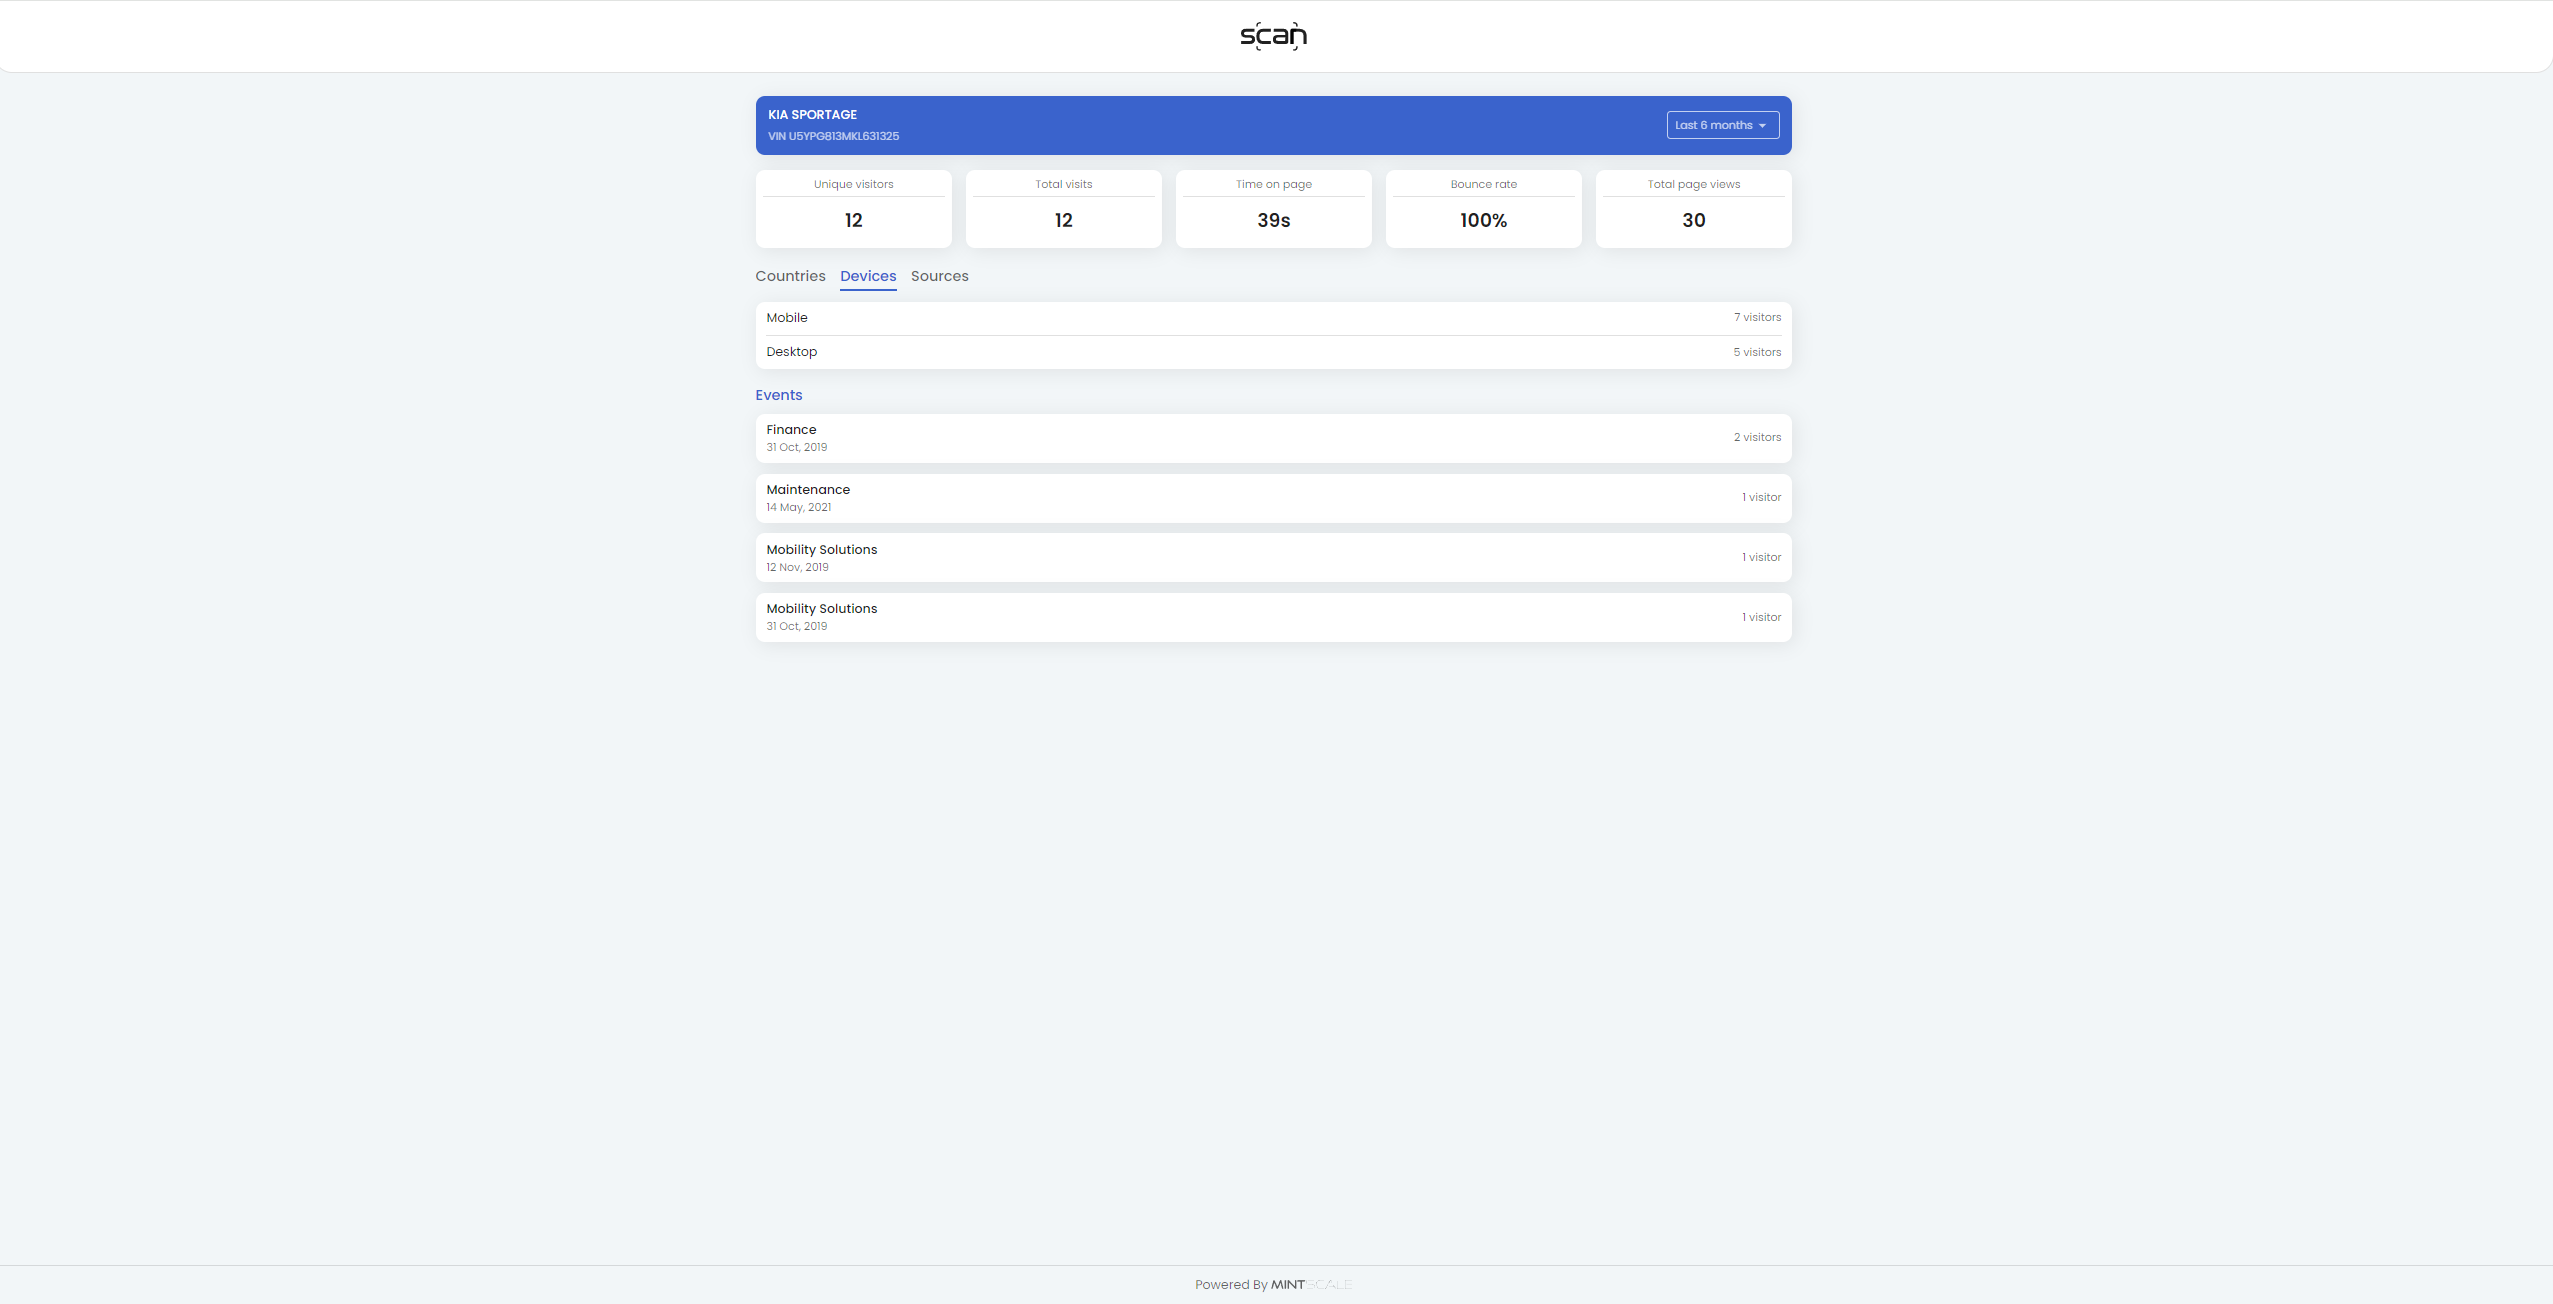 scan
KIA SPORTAGE
VIN U5YPG813MKL631325
Last 6 months
Unique visitors
12
Total visits
12
Time on page
39s
Bounce rate
100%
Total page views
30
Countries Devices Sources
Mobile 7 visitors
Desktop 5 visitors
Events
Finance
31 Oct, 2019
2 visitors
Maintenance
14 May, 2021
1 visitor
Mobility Solutions
12 Nov, 2019
1 visitor
Mobility Solutions
31 Oct, 2019
1 visitor
Powered By MINTSCALE